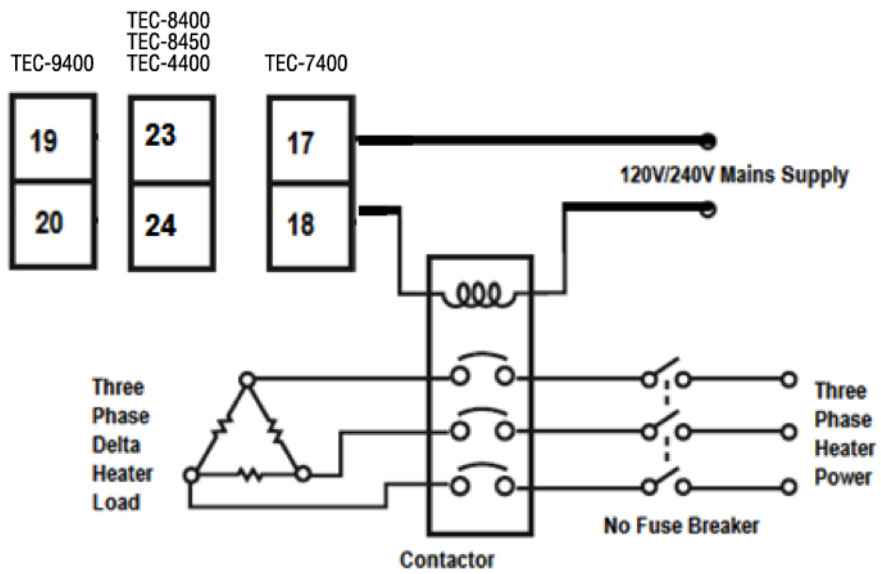 TEC-8400
TEC-8450
TEC-9400 TEC-4400 TEC-7400
19 23 17
20 24 18
120V/240V Mains Supply
Three
Phase
Delta
Heater
Load
Three
Phase
Heater
Power
No Fuse Breaker
Contactor